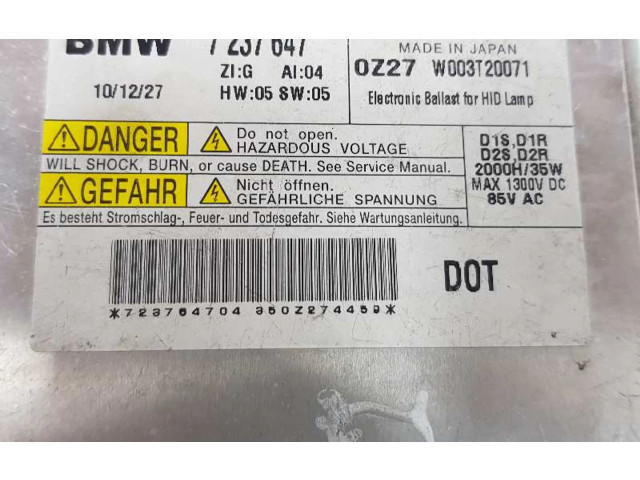 BMW 7 237 647
ZI:G AI:04
10/12/27 HW:05 SW:05
MADE IN JAPAN
0Z27 W003T20071
Electronic Ballast for HID Lamp
DANGER Do not open.
HAZARDOUS VOLTAGE
WILL SHOCK, BURN, or cause DEATH. See Service Manual.
GEFAHR Nicht öffnen.
GEFÄHRLICHE SPANNUNG
Es besteht Stromschlag-, Feuer- und Todesgefahr. Siehe Wartungsanleitung.
D1S,D1R
D2S,D2R
2000H/35W
MAX 1300V DC
85V AC
*723764704 350Z274459*
DOT